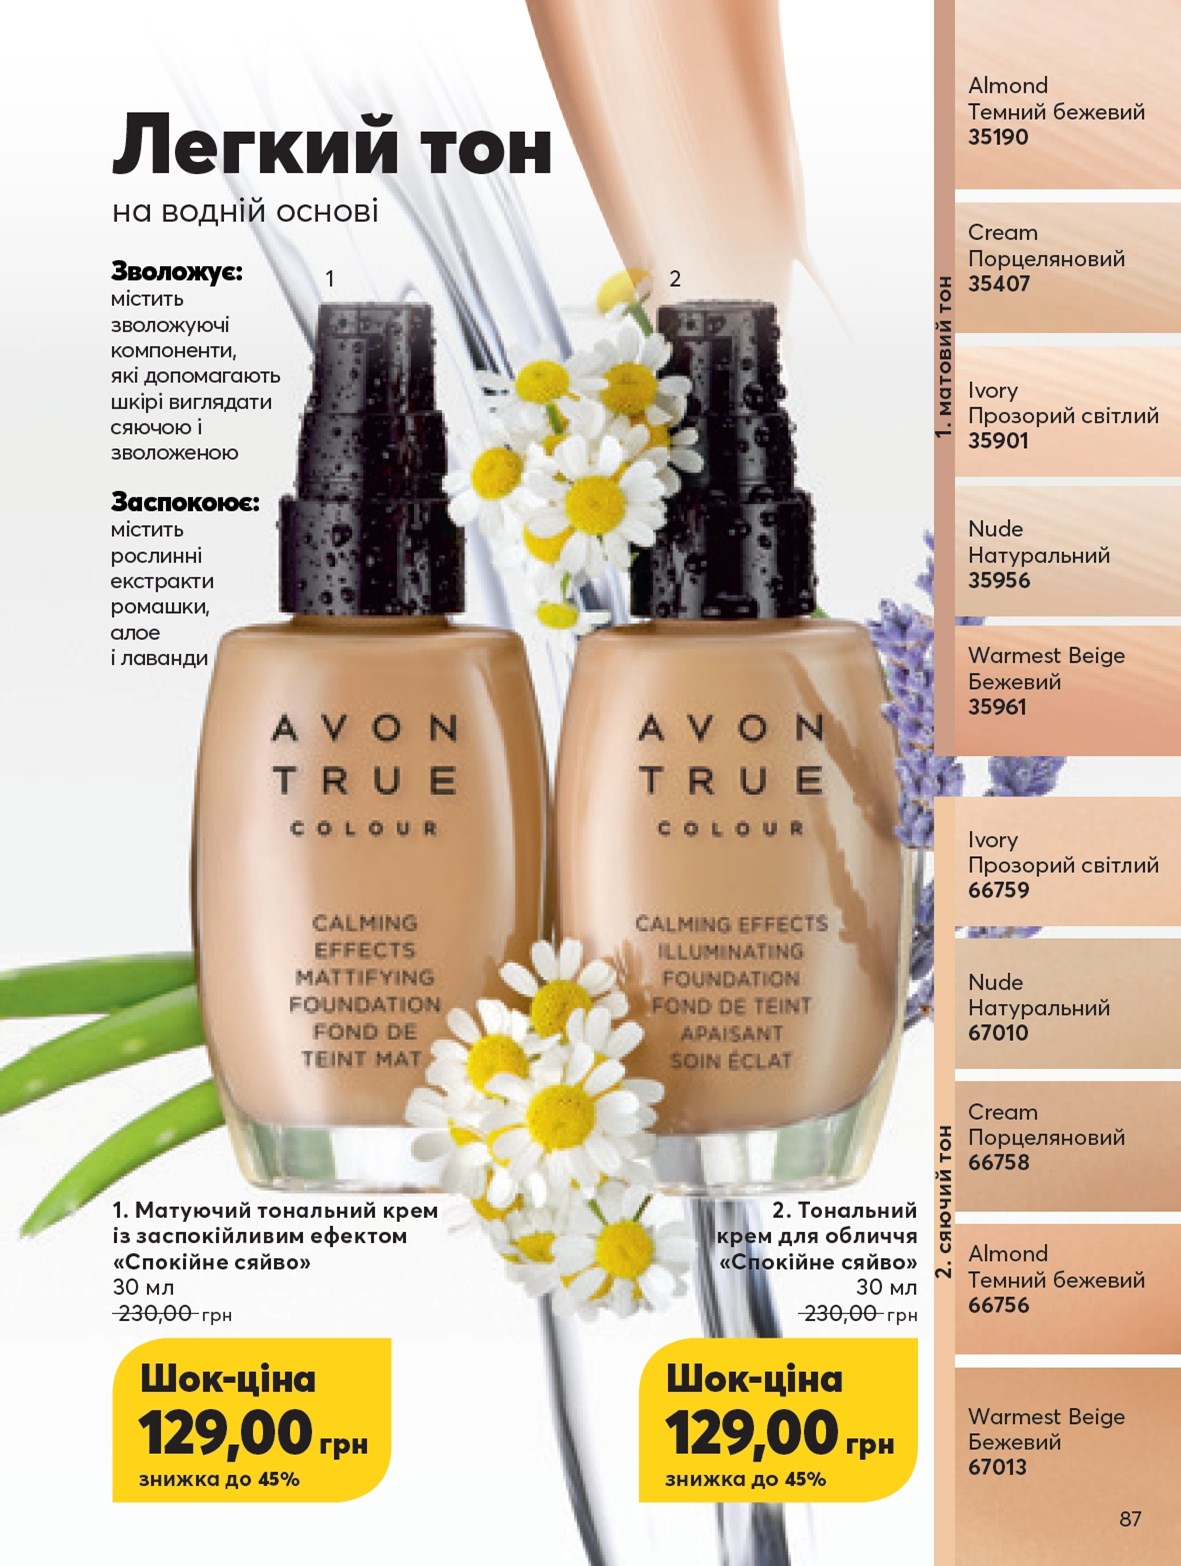 Легкий тон
на водній основі
Зволожує:
містить
зволожуючі
компоненти,
які допомагають
шкірі виглядати
сяючою і
зволоженою
Заспокоює:
містить
рослинні
екстракти
ромашки,
алое
і лаванди
1
2
AVON
TRUE
COLOUR
CALMING
EFFECTS
MATTIFYING
FOUNDATION
FOND DE
TEINT MAT
AVON
TRUE
COLOUR
CALMING EFFECTS
ILLUMINATING
FOUNDATION
FOND DE TEINT
APAISANT
SOIN ÉCLAT
1. Матуючий тональний крем
із заспокійливим ефектом
«Спокійне сяйво»
30 мл
230,00 грн
Шок-ціна
129,00 грн
знижка до 45%
2. Тональний
крем для обличчя
«Спокійне сяйво»
30 мл
230,00 грн
Шок-ціна
129,00 грн
знижка до 45%
1. матовий тон
Almond
Темний бежевий
35190
Cream
Порцеляновий
35407
Ivory
Прозорий світлий
35901
Nude
Натуральний
35956
Warmest Beige
Бежевий
35961
2. сяючий тон
Ivory
Прозорий світлий
66759
Nude
Натуральний
67010
Cream
Порцеляновий
66758
Almond
Темний бежевий
66756
Warmest Beige
Бежевий
67013
87